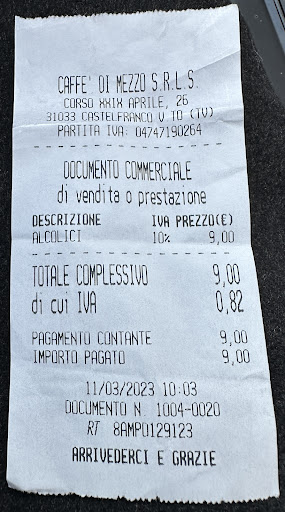 CAFFE' DI MEZZO S.R.L.S.
CORSO XXIX APRILE, 26
31033 CASTELFRANCO V.TO (TV)
PARTITA IVA: 04747190264
DOCUMENTO COMMERCIALE
di vendita o prestazione
DESCRIZIONE IVA PREZZO(€)
ALCOLICI 10% 9,00
TOTALE COMPLESSIVO 9,00
di cui IVA 0,82
PAGAMENTO CONTANTE 9,00
IMPORTO PAGATO 9,00
11/03/2023 10:03
DOCUMENTO N. 1004-0020
RT 8AMPD129123
ARRIVEDERCI E GRAZIE